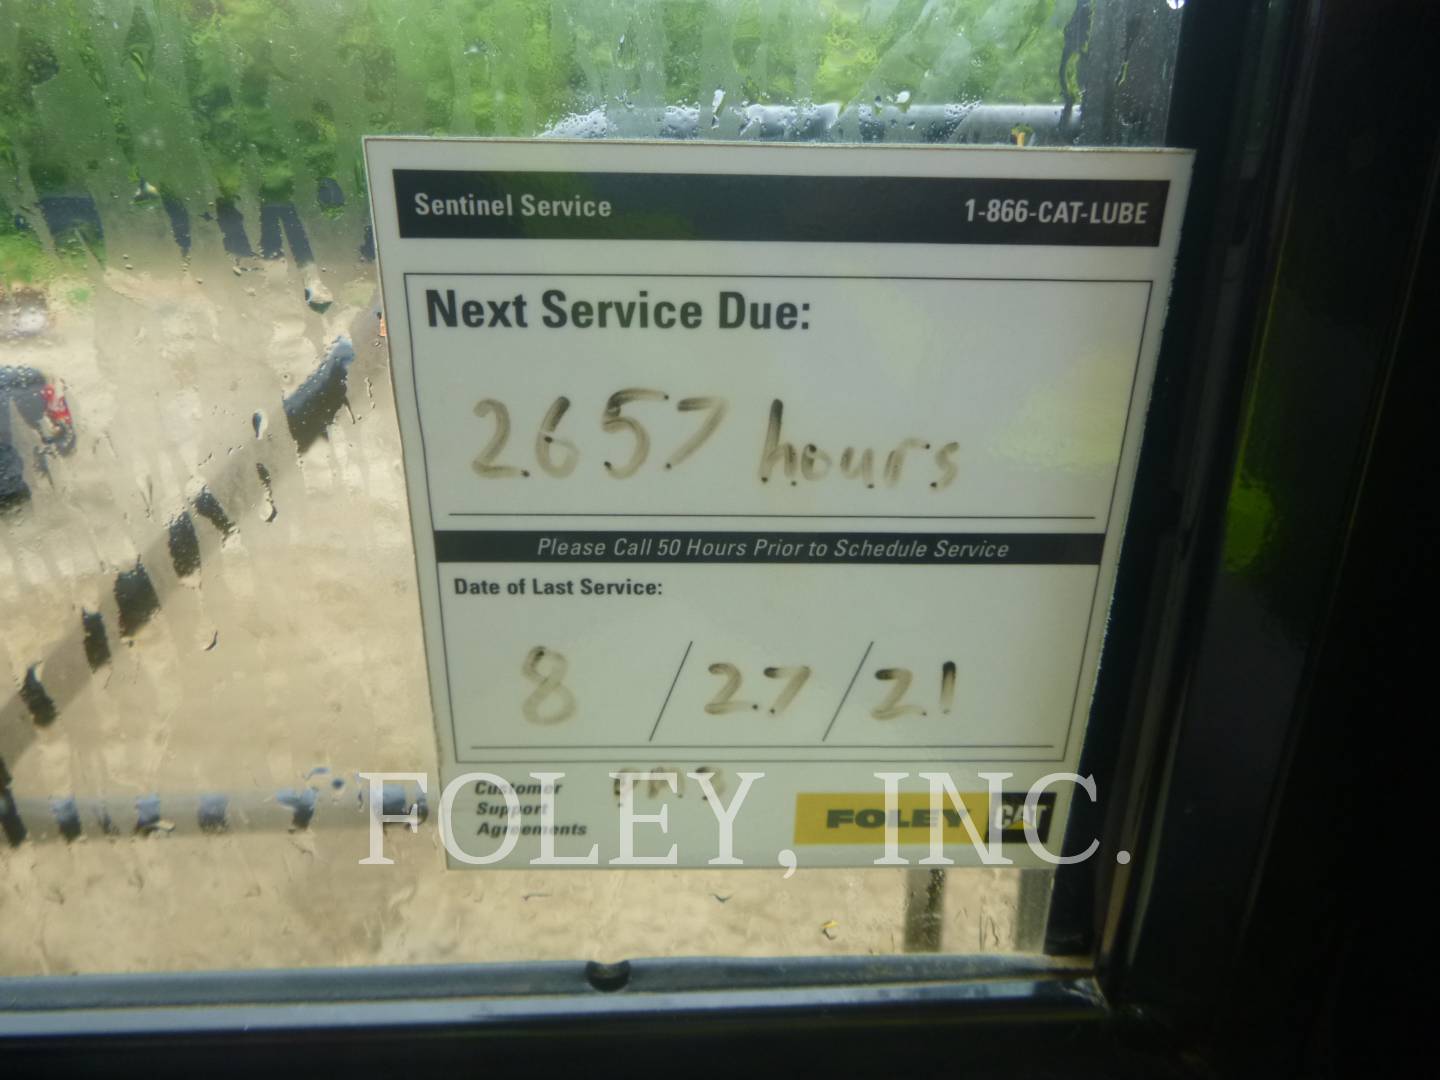 Sentinel Service 1-866-CAT-LUBE
Next Service Due:
2657 hours
Please Call 50 Hours Prior to Schedule Service
Date of Last Service:
8 / 27 / 21
Customer
Support
Agreements
FOLEY CAT
FOLEY, INC.